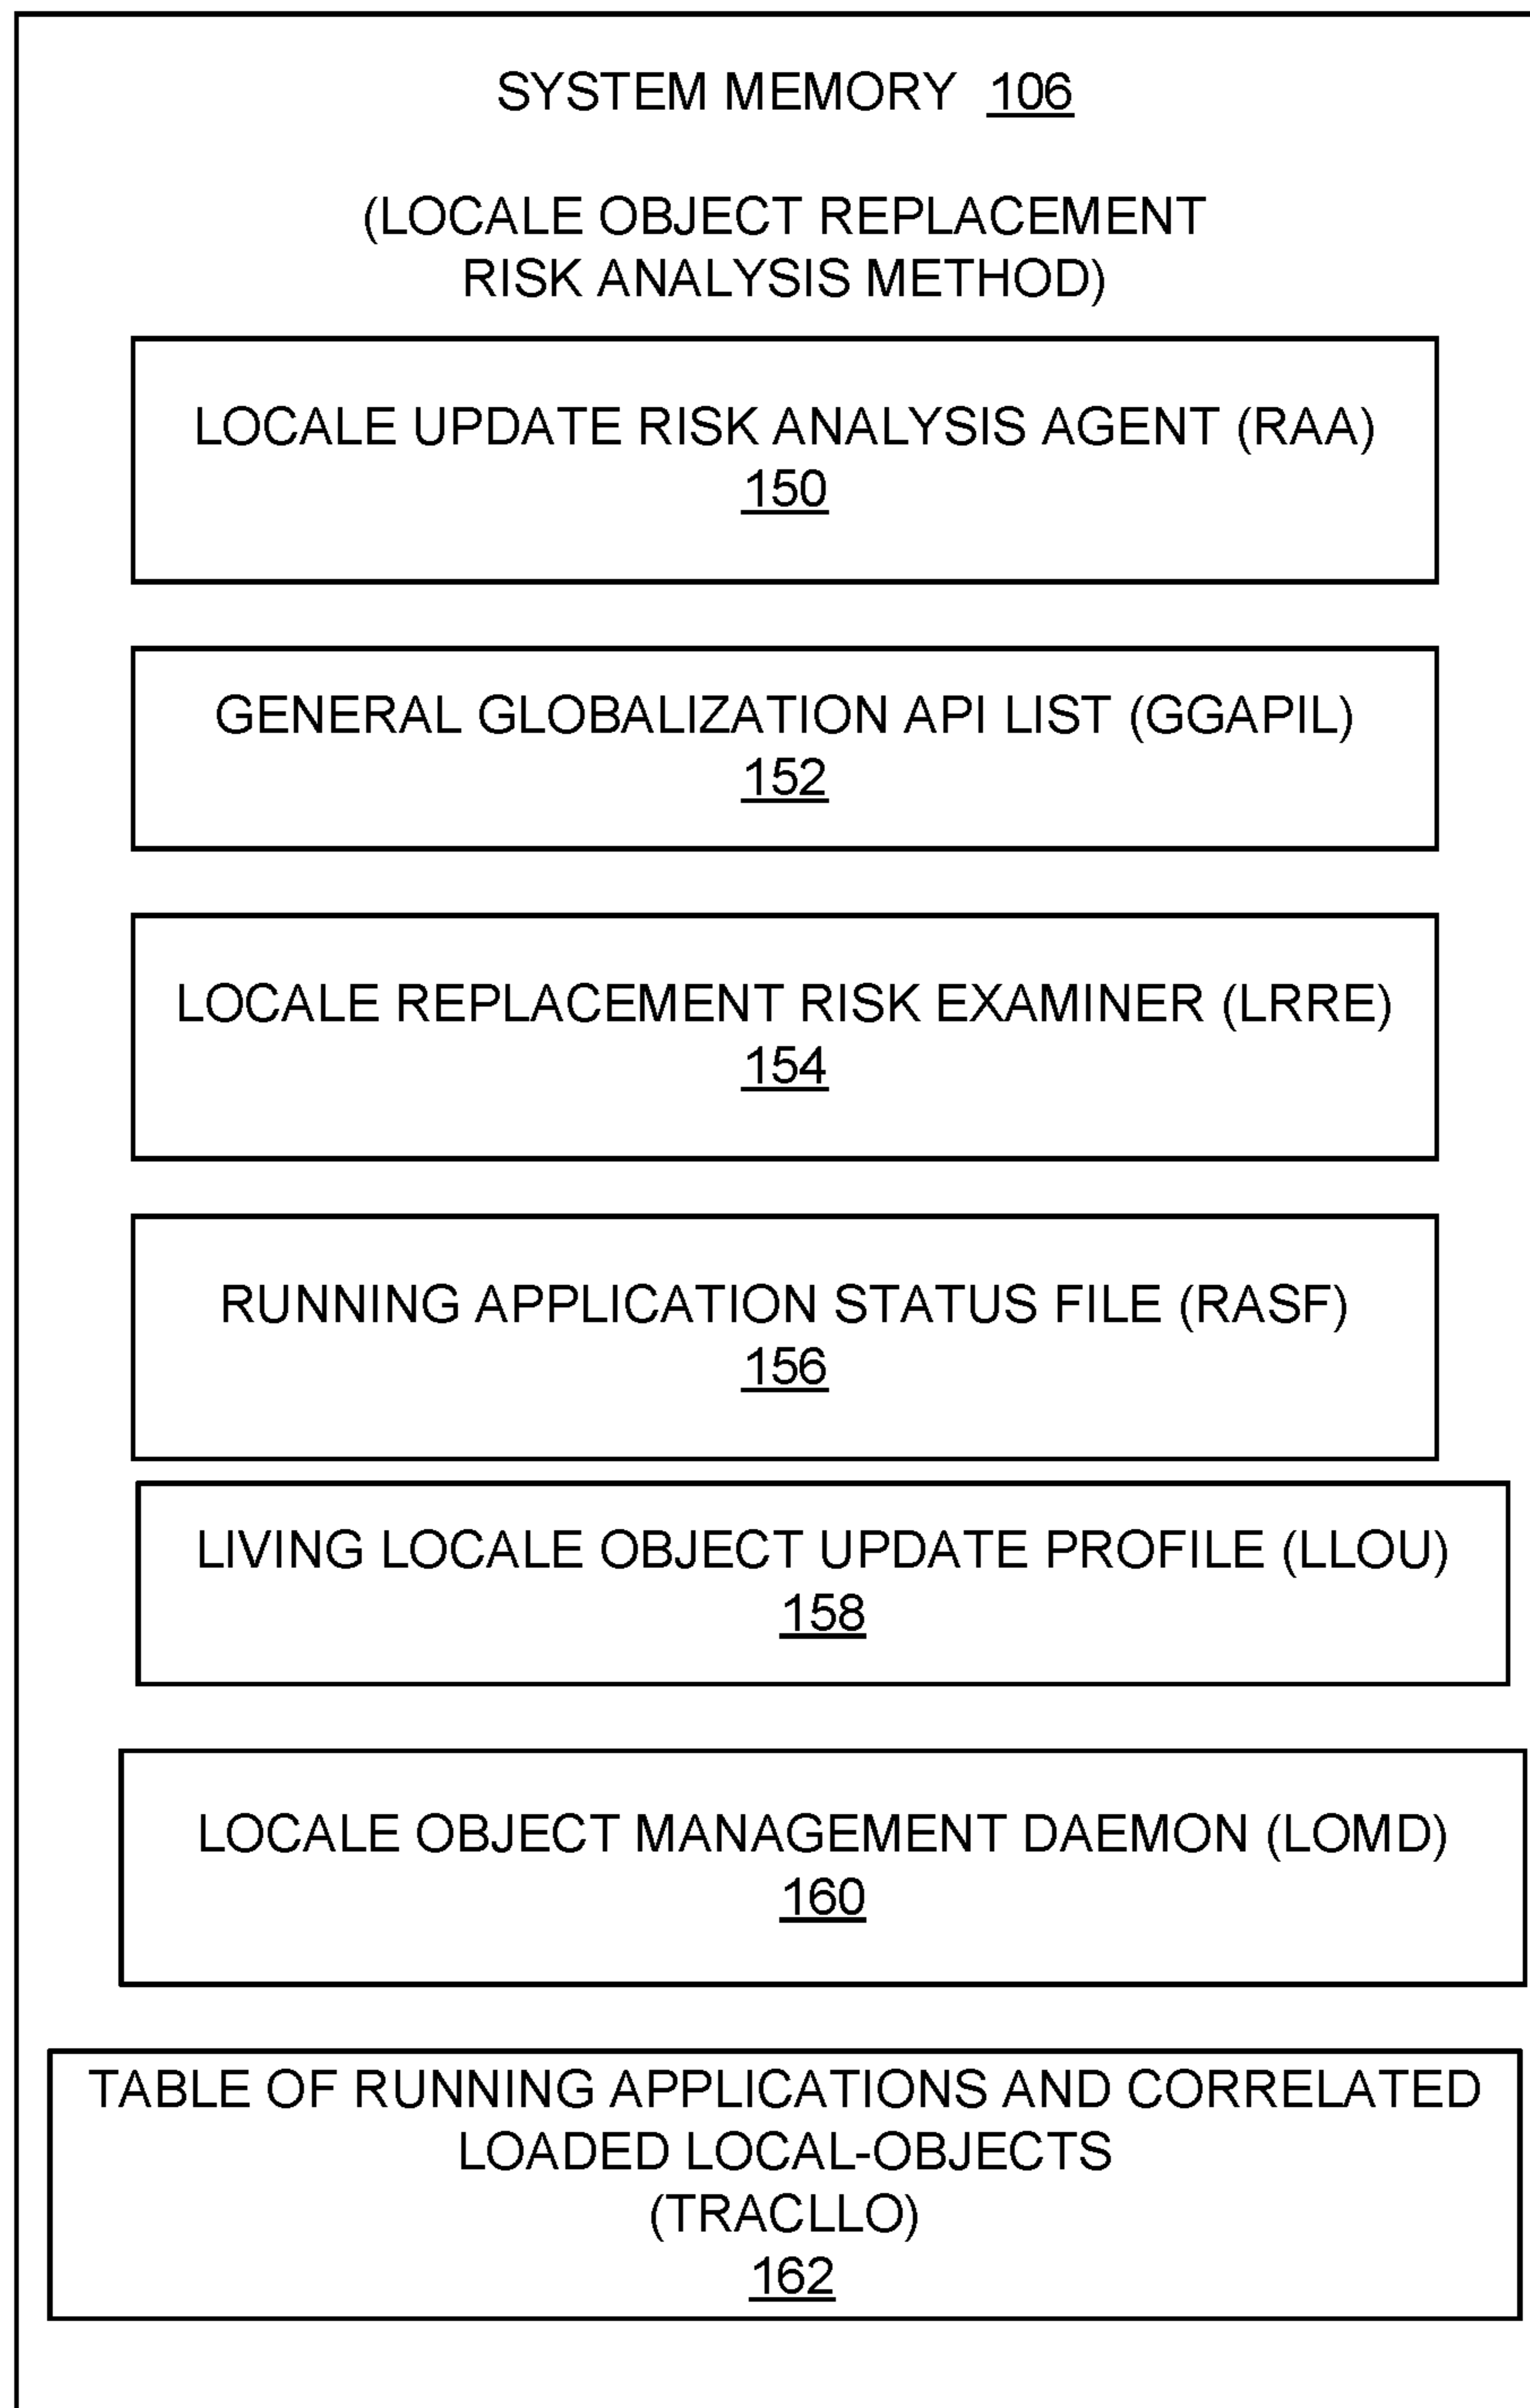 SYSTEM MEMORY 106
(LOCALE OBJECT REPLACEMENT
RISK ANALYSIS METHOD)
LOCALE UPDATE RISK ANALYSIS AGENT (RAA)
150
GENERAL GLOBALIZATION API LIST (GGAPIL)
152
LOCALE REPLACEMENT RISK EXAMINER (LRRE)
154
RUNNING APPLICATION STATUS FILE (RASF)
156
LIVING LOCALE OBJECT UPDATE PROFILE (LLOU)
158
LOCALE OBJECT MANAGEMENT DAEMON (LOMD)
160
TABLE OF RUNNING APPLICATIONS AND CORRELATED
LOADED LOCAL-OBJECTS
(TRACLLO)
162